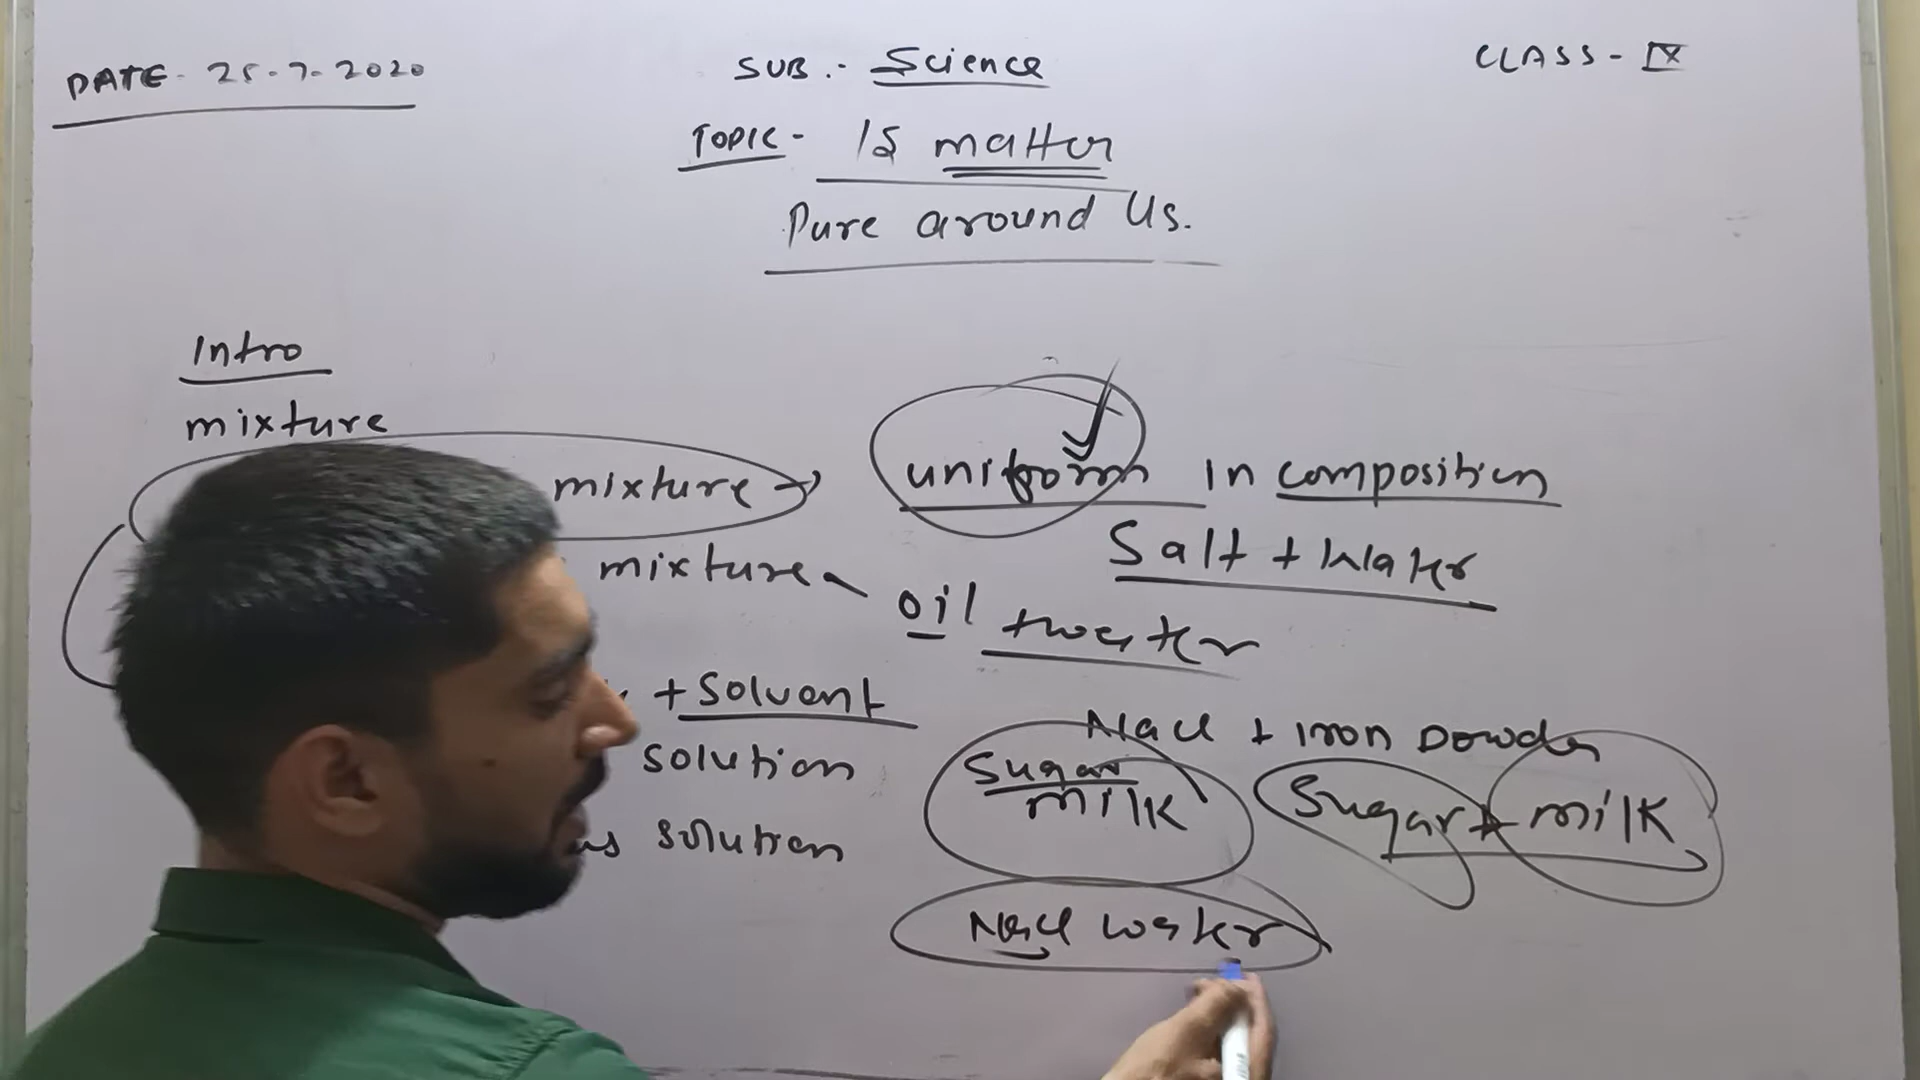 DATE - 25-7-2020
SUB.- Science
CLASS - IX
TOPIC - IS matter
Pure around Us.
Intro
mixture
mixture → uniform in composition
Salt + Water
mixture - oil + water
+ Solvent
NaCl + Iron Powder
solution
Sugar
milk
Sugar + milk
solution
NaCl water